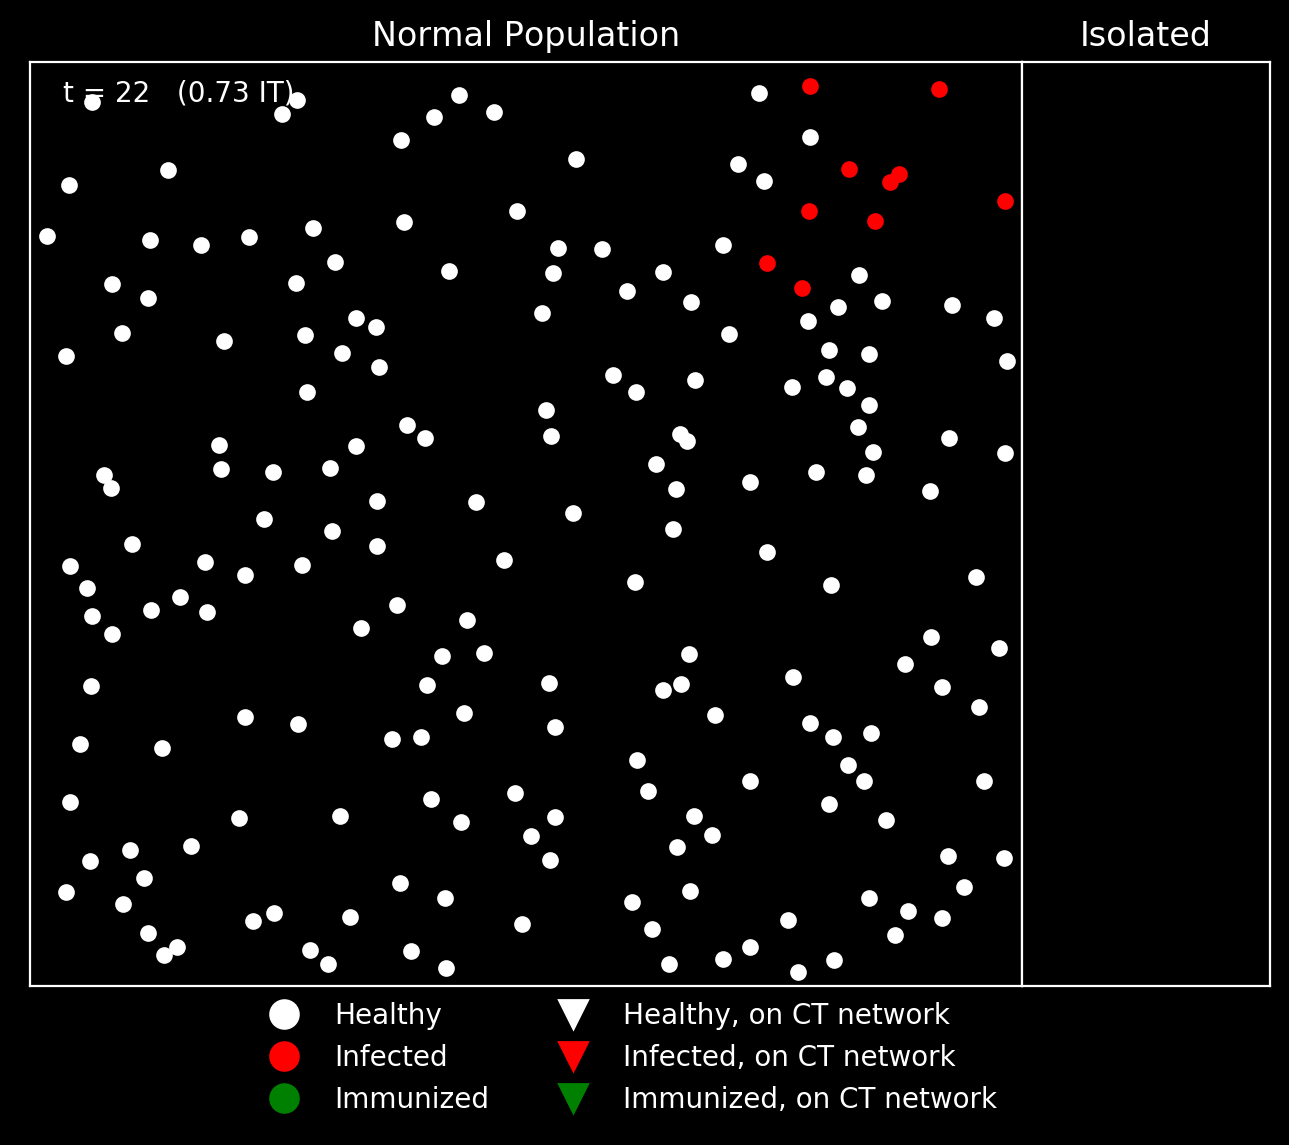 Normal Population
Isolated
t = 22   (0.73 IT)
Healthy
Infected
Immunized
Healthy, on CT network
Infected, on CT network
Immunized, on CT network